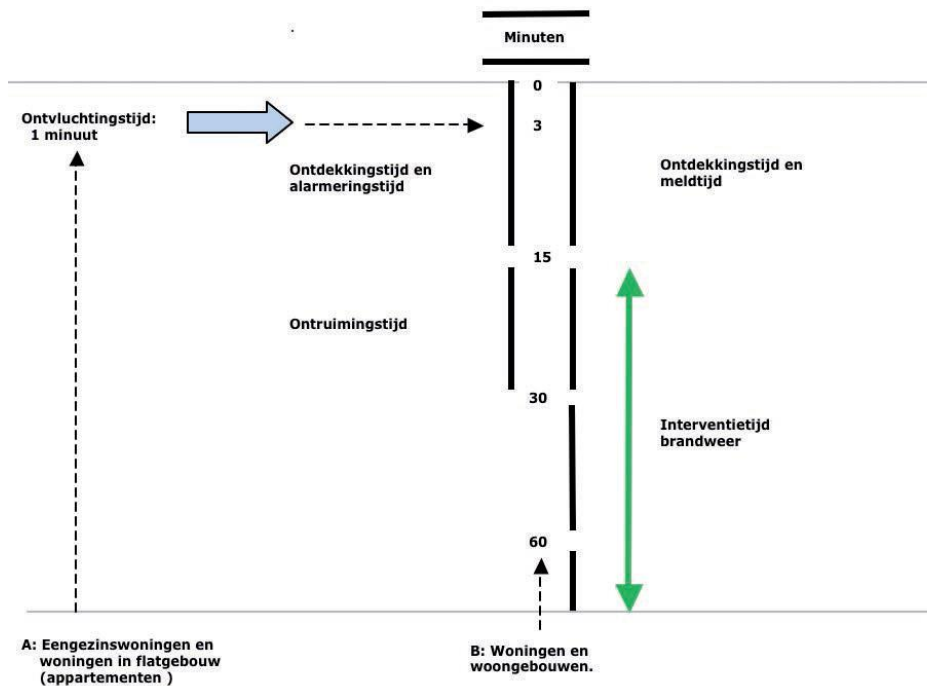 Minuten
0
Ontvluchtingstijd:
1 minuut
3
Ontdekkingstijd en
alarmeringstijd
Ontdekkingstijd en
meldtijd
15
Ontruimingstijd
30
Interventietijd
brandweer
60
A: Eengezinswoningen en
woningen in flatgebouw
(appartementen )
B: Woningen en
woongebouwen.